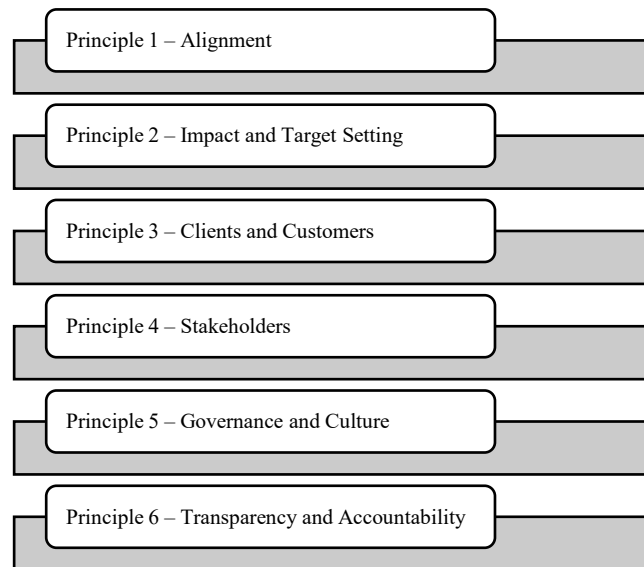 Principle 1 – Alignment
Principle 2 – Impact and Target Setting
Principle 3 – Clients and Customers
Principle 4 – Stakeholders
Principle 5 – Governance and Culture
Principle 6 – Transparency and Accountability